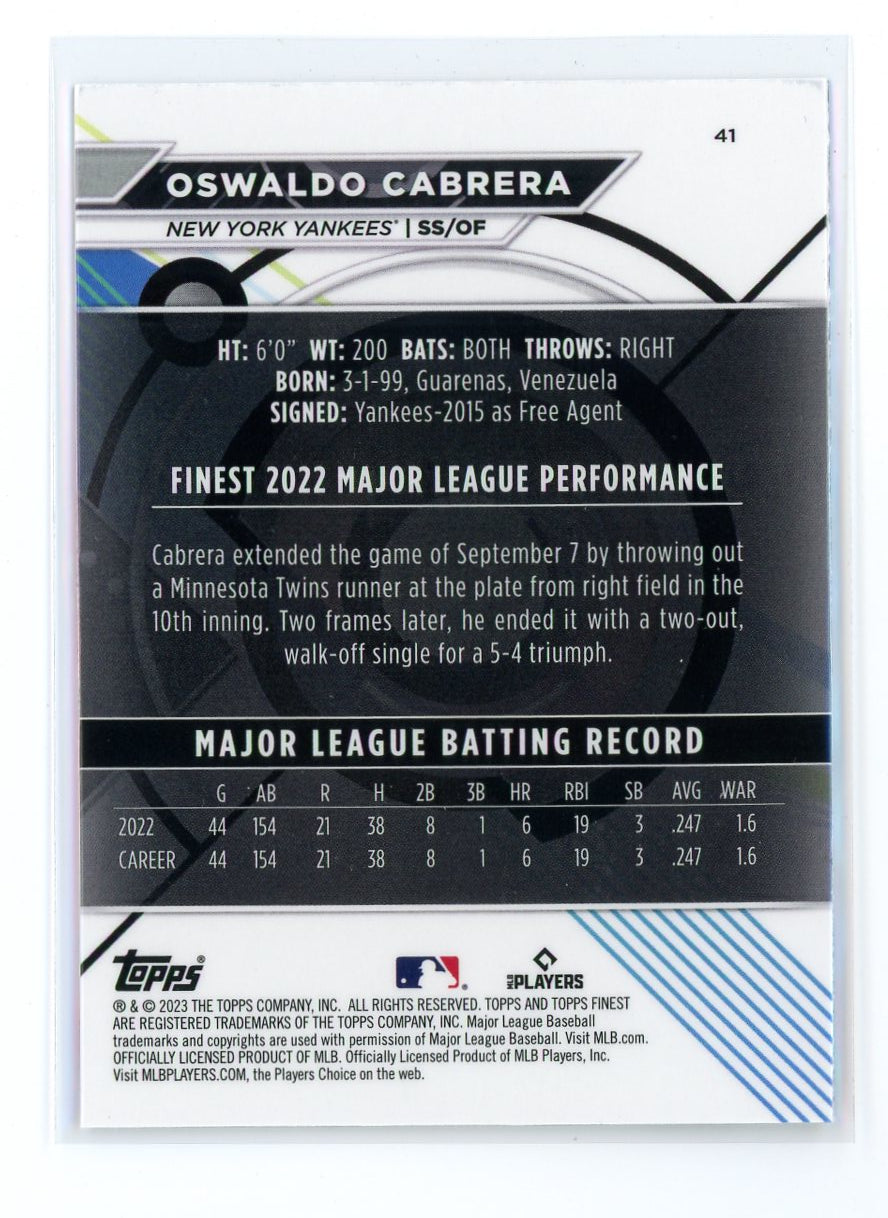 41
OSWALDO CABRERA
NEW YORK YANKEES® | SS/OF
HT: 6'0" WT: 200 BATS: BOTH THROWS: RIGHT
BORN: 3-1-99, Guarenas, Venezuela
SIGNED: Yankees-2015 as Free Agent
FINEST 2022 MAJOR LEAGUE PERFORMANCE
Cabrera extended the game of September 7 by throwing out
a Minnesota Twins runner at the plate from right field in the
10th inning. Two frames later, he ended it with a two-out,
walk-off single for a 5-4 triumph.
MAJOR LEAGUE BATTING RECORD
G AB R H 2B 3B HR RBI SB AVG WAR
2022 44 154 21 38 8 1 6 19 3 .247 1.6
CAREER 44 154 21 38 8 1 6 19 3 .247 1.6
topps®
®
MLB PLAYERS
® & © 2023 THE TOPPS COMPANY, INC. ALL RIGHTS RESERVED. TOPPS AND TOPPS FINEST
ARE REGISTERED TRADEMARKS OF THE TOPPS COMPANY, INC. Major League Baseball
trademarks and copyrights are used with permission of Major League Baseball. Visit MLB.com.
OFFICIALLY LICENSED PRODUCT OF MLB. Officially Licensed Product of MLB Players, Inc.
Visit MLBPLAYERS.COM, the Players Choice on the web.